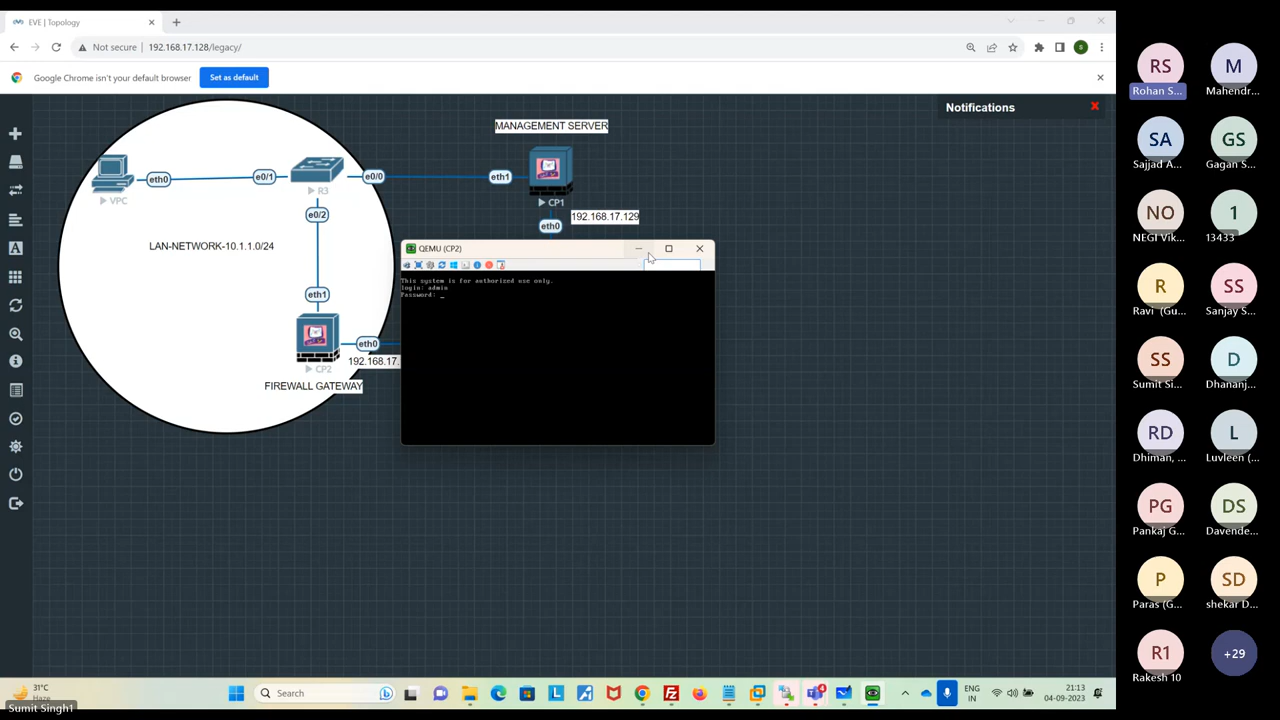 EVE | Topology
Not secure
192.168.17.128/legacy/
S
Google Chrome isn't your default browser
Set as default
Notifications
MANAGEMENT SERVER
eth0
e0/1
e0/0
eth1
VPC
R3
CP1
e0/2
192.168.17.129
eth0
LAN-NETWORK-10.1.1.0/24
QEMU (CP2)
This system is for authorized use only.
login: admin
Password: _
eth1
eth0
192.168.17.
CP2
FIREWALL GATEWAY
RS
Rohan S...
M
Mahendr...
SA
Sajjad A...
GS
Gagan S...
NO
NEGI Vik...
1
13433
R
Ravi (Gu...
SS
Sanjay S...
SS
Sumit Si...
D
Dhananj...
RD
Dhiman, ...
L
Luvleen (...
PG
Pankaj G...
DS
Davende...
P
Paras (G...
SD
shekar D...
R1
Rakesh 10
+29
31°C
Haze
Search
4
ENG
IN
21:13
04-09-2023
Sumit Singh1